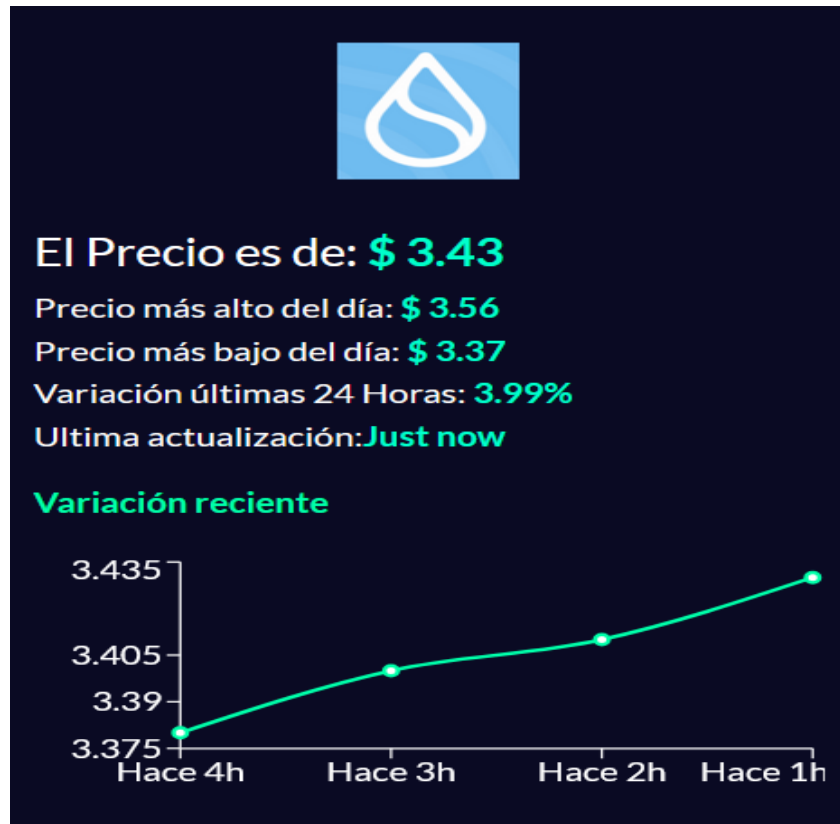 El Precio es de: $ 3.43
Precio más alto del día: $ 3.56
Precio más bajo del día: $ 3.37
Variación últimas 24 Horas: 3.99%
Ultima actualización:Just now
Variación reciente
3.435
3.405
3.39
3.375
Hace 4h Hace 3h Hace 2h Hace 1h